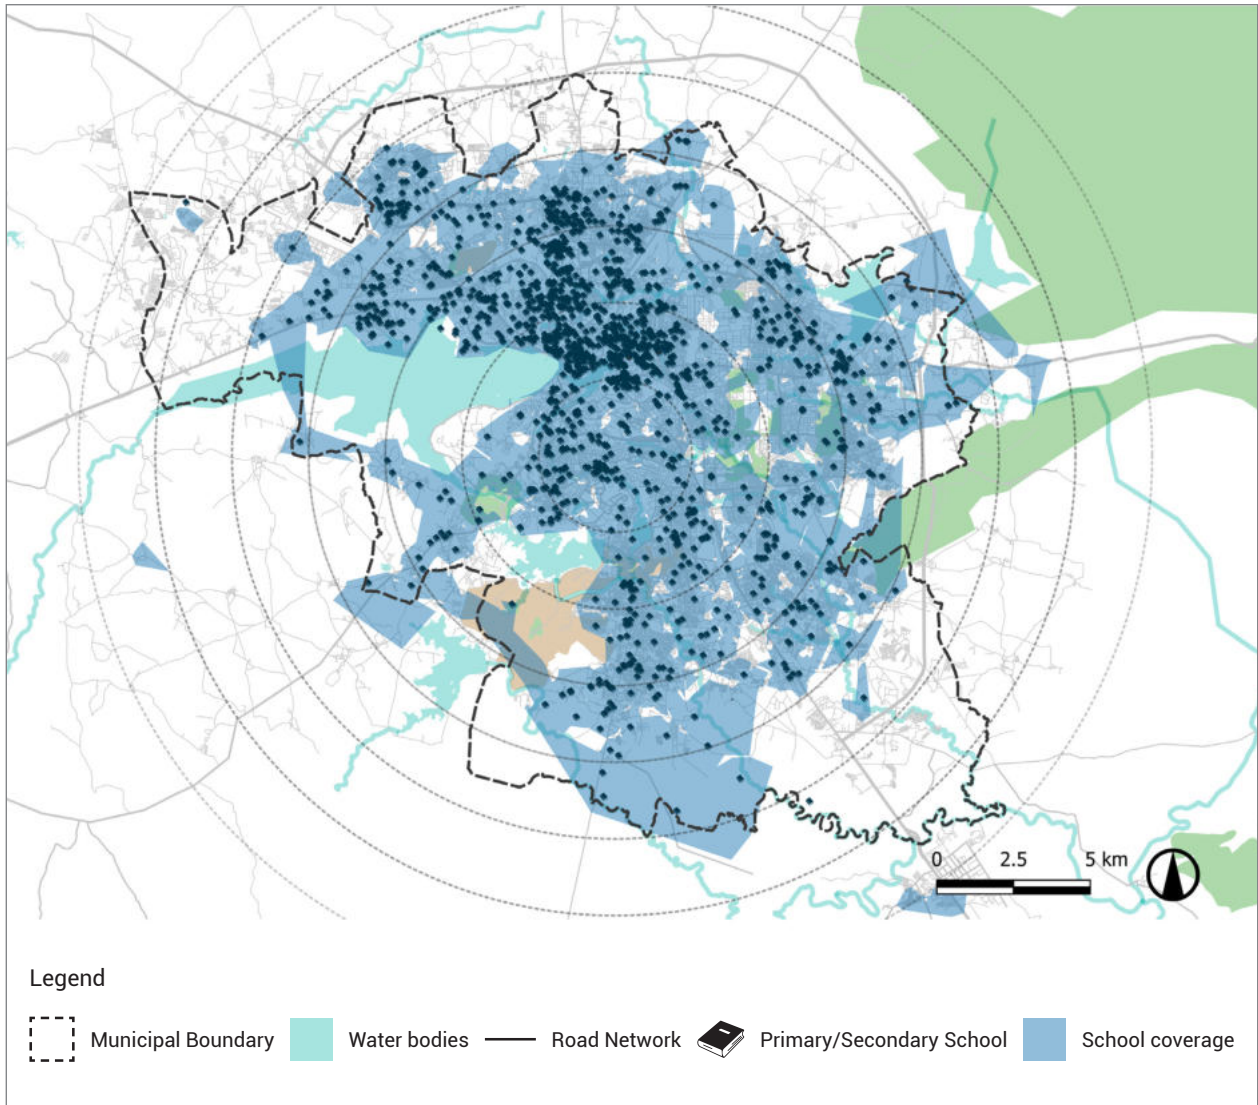 0 2.5 5 km
Legend
Municipal Boundary Water bodies Road Network Primary/Secondary School School coverage